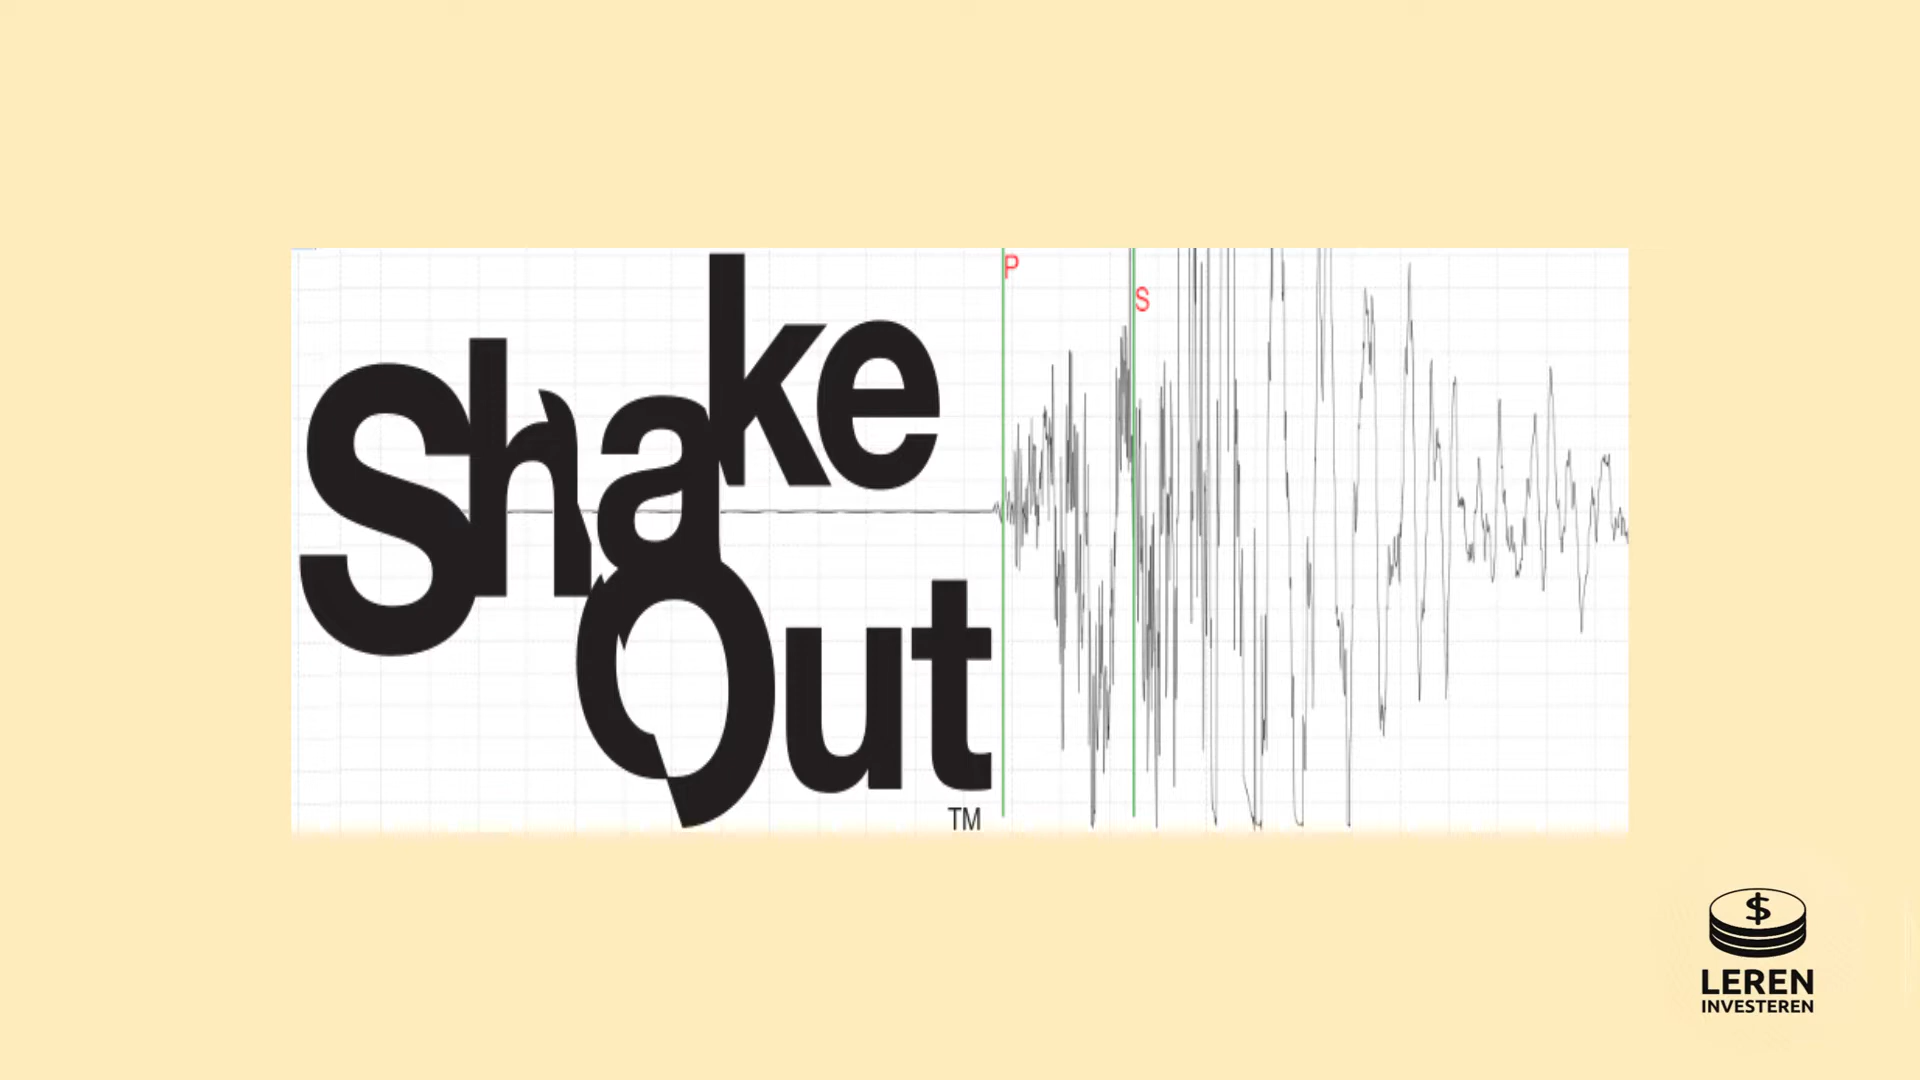 Shake
Out
TM
P
S
$
LEREN
INVESTEREN